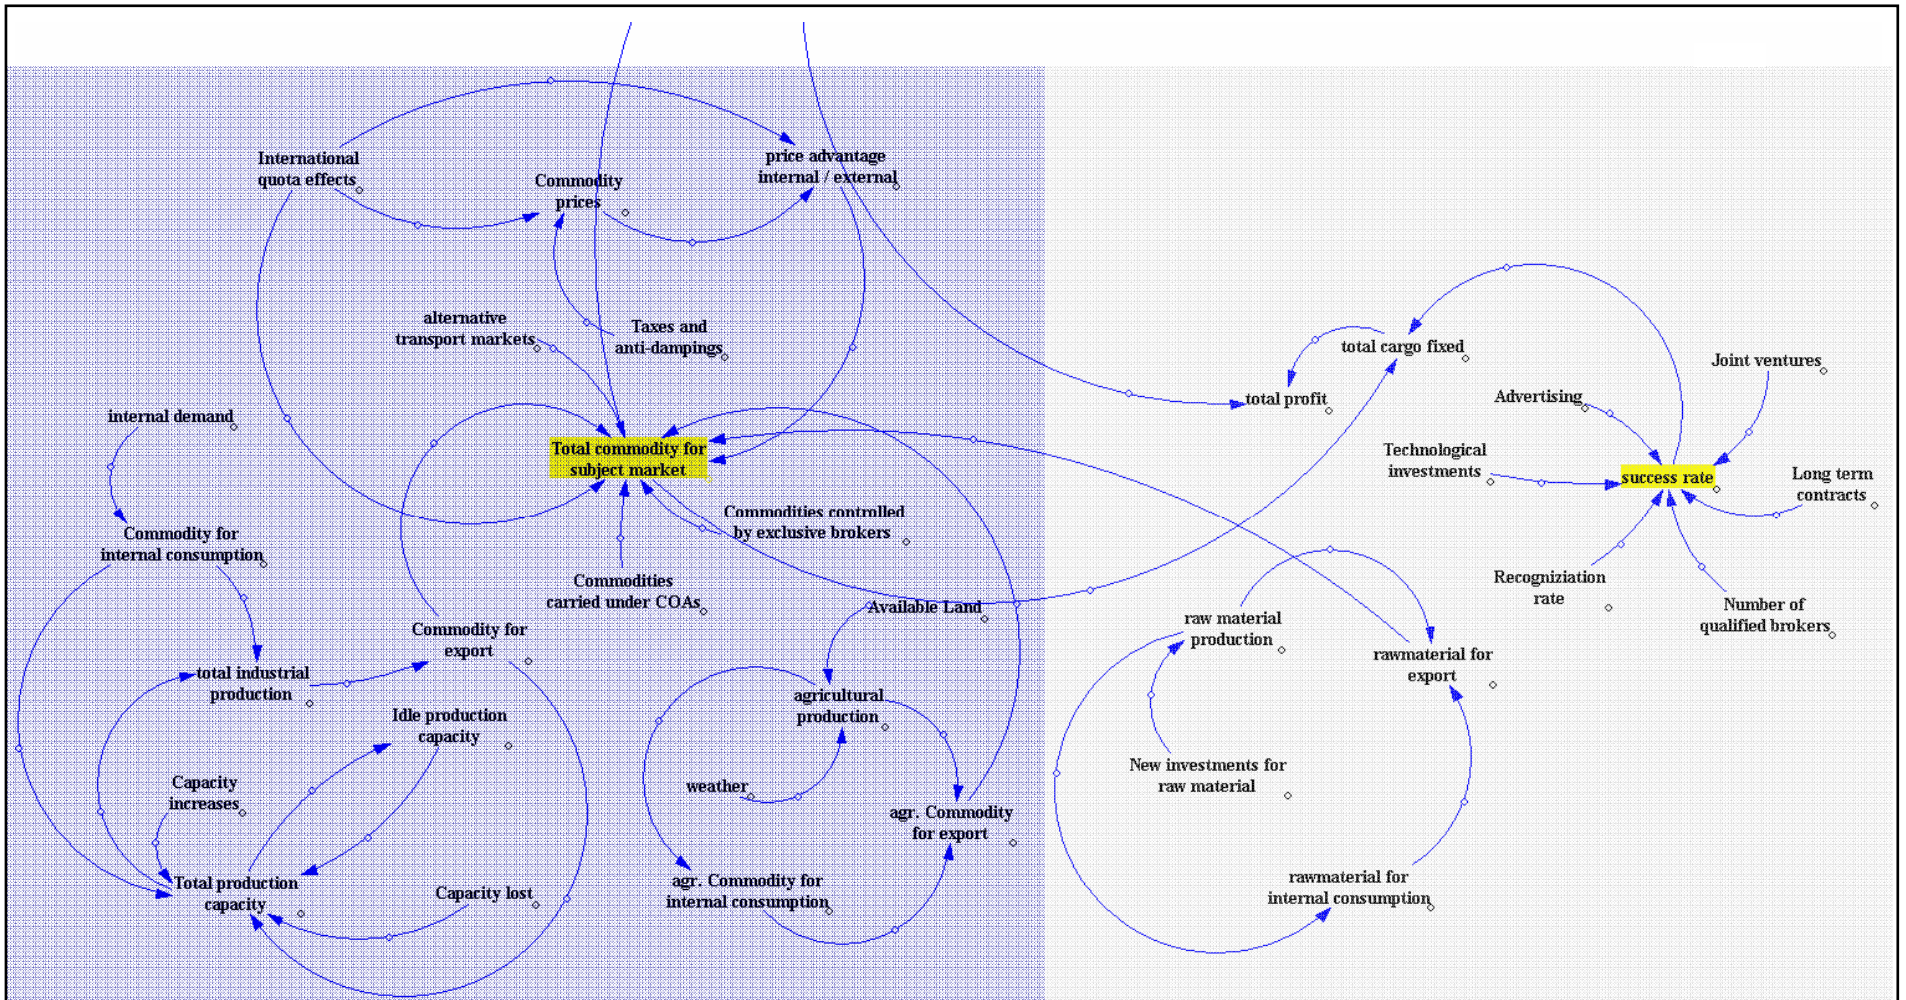 International
quota effects
Commodity
prices
price advantage
internal / external
alternative
transport markets
Taxes and
anti-dampings
total cargo fixed
Joint ventures
total profit
Advertising
internal demand
Total commodity for
subject market
Technological
investments
success rate
Long term
contracts
Commodity for
internal consumption
Commodities controlled
by exclusive brokers
Commodities
carried under COAs
Available Land
Recogniziation
rate
Number of
qualified brokers
Commodity for
export
raw material
production
rawmaterial for
export
total industrial
production
Idle production
capacity
agricultural
production
Capacity
increases
weather
New investments for
raw material
agr. Commodity
for export
Total production
capacity
Capacity lost
agr. Commodity for
internal consumption
rawmaterial for
internal consumption